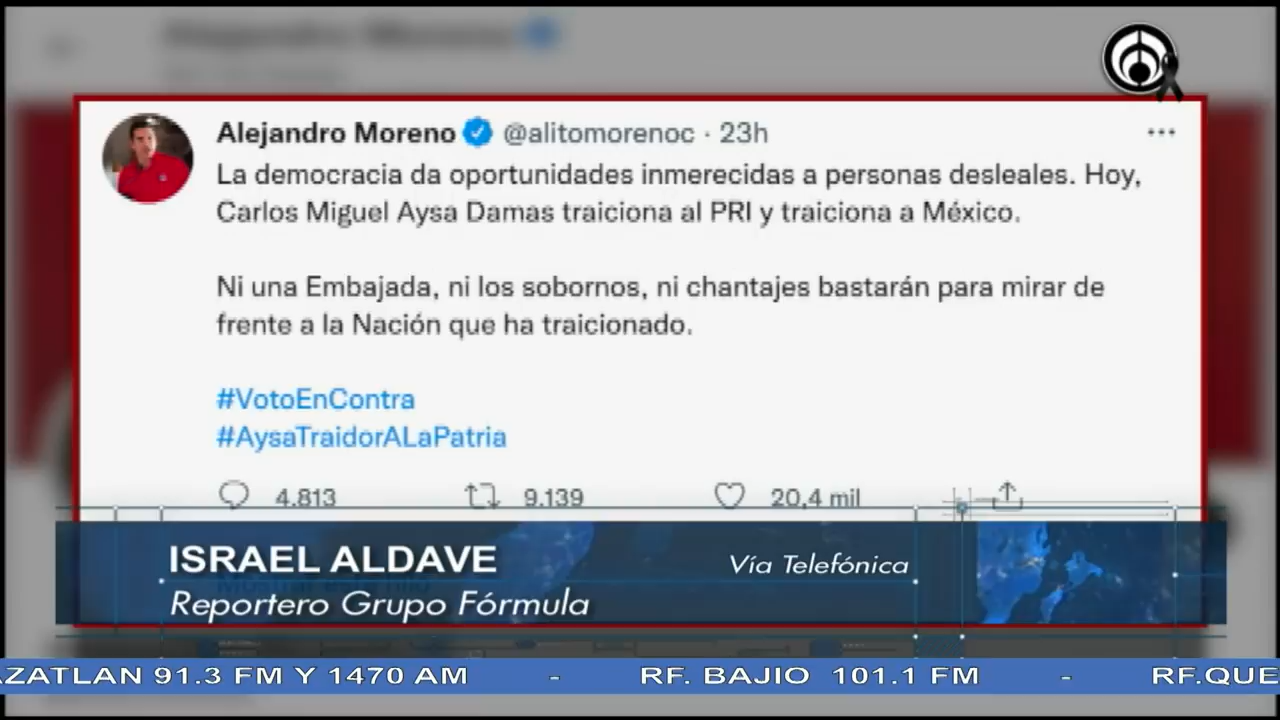 Alejandro Moreno @alitomorenoc · 23h
La democracia da oportunidades inmerecidas a personas desleales. Hoy,
Carlos Miguel Aysa Damas traiciona al PRI y traiciona a México.
Ni una Embajada, ni los sobornos, ni chantajes bastarán para mirar de
frente a la Nación que ha traicionado.
#VotoEnContra
#AysaTraidorALaPatria
4.813 9.139 20,4 mil
ISRAEL ALDAVE Vía Telefónica
Reportero Grupo Fórmula
AZATLAN 91.3 FM Y 1470 AM - RF. BAJIO 101.1 FM - RF.QUE